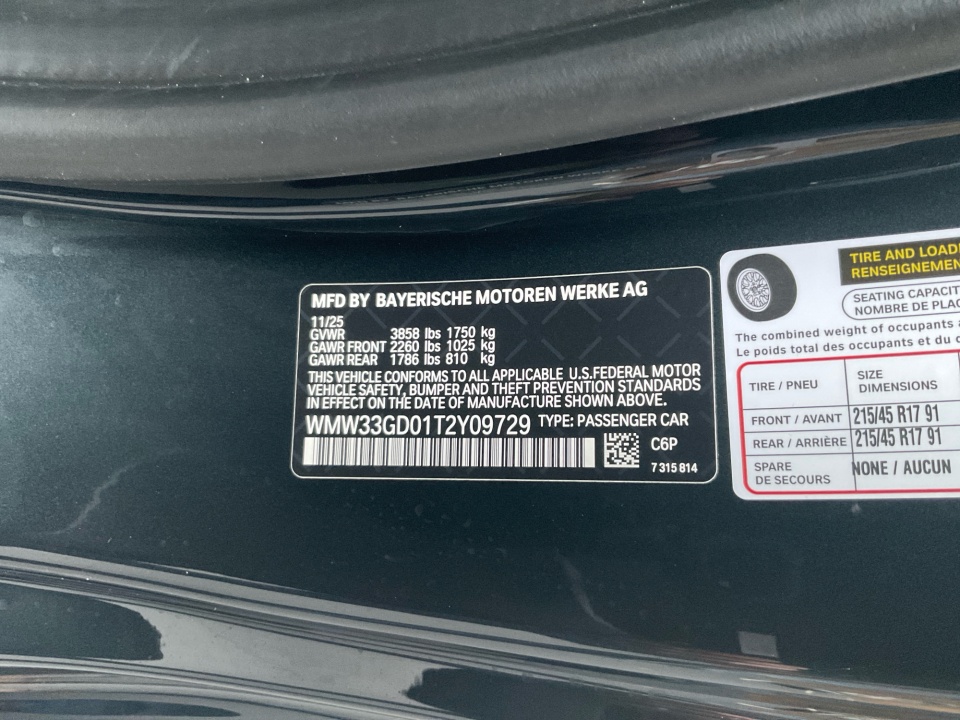 MFD BY BAYERISCHE MOTOREN WERKE AG
11/25
GVWR 3858 lbs 1750 kg
GAWR FRONT 2260 lbs 1025 kg
GAWR REAR 1786 lbs 810 kg
THIS VEHICLE CONFORMS TO ALL APPLICABLE U.S.FEDERAL MOTOR
VEHICLE SAFETY, BUMPER AND THEFT PREVENTION STANDARDS
IN EFFECT ON THE DATE OF MANUFACTURE SHOWN ABOVE.
WMW33GD01T2Y09729 TYPE: PASSENGER CAR
C6P
7 315 814
TIRE AND
SEATING
NOMBRE DE
The combined weight of occupants
Le poids total des occupants et du
TIRE / PNEU
SIZE
DIMENSIONS
FRONT / AVANT 215/45 R17 91
REAR / ARRIÈRE 215/45 R17 91
SPARE
DE SECOURS
NONE / AUCUN